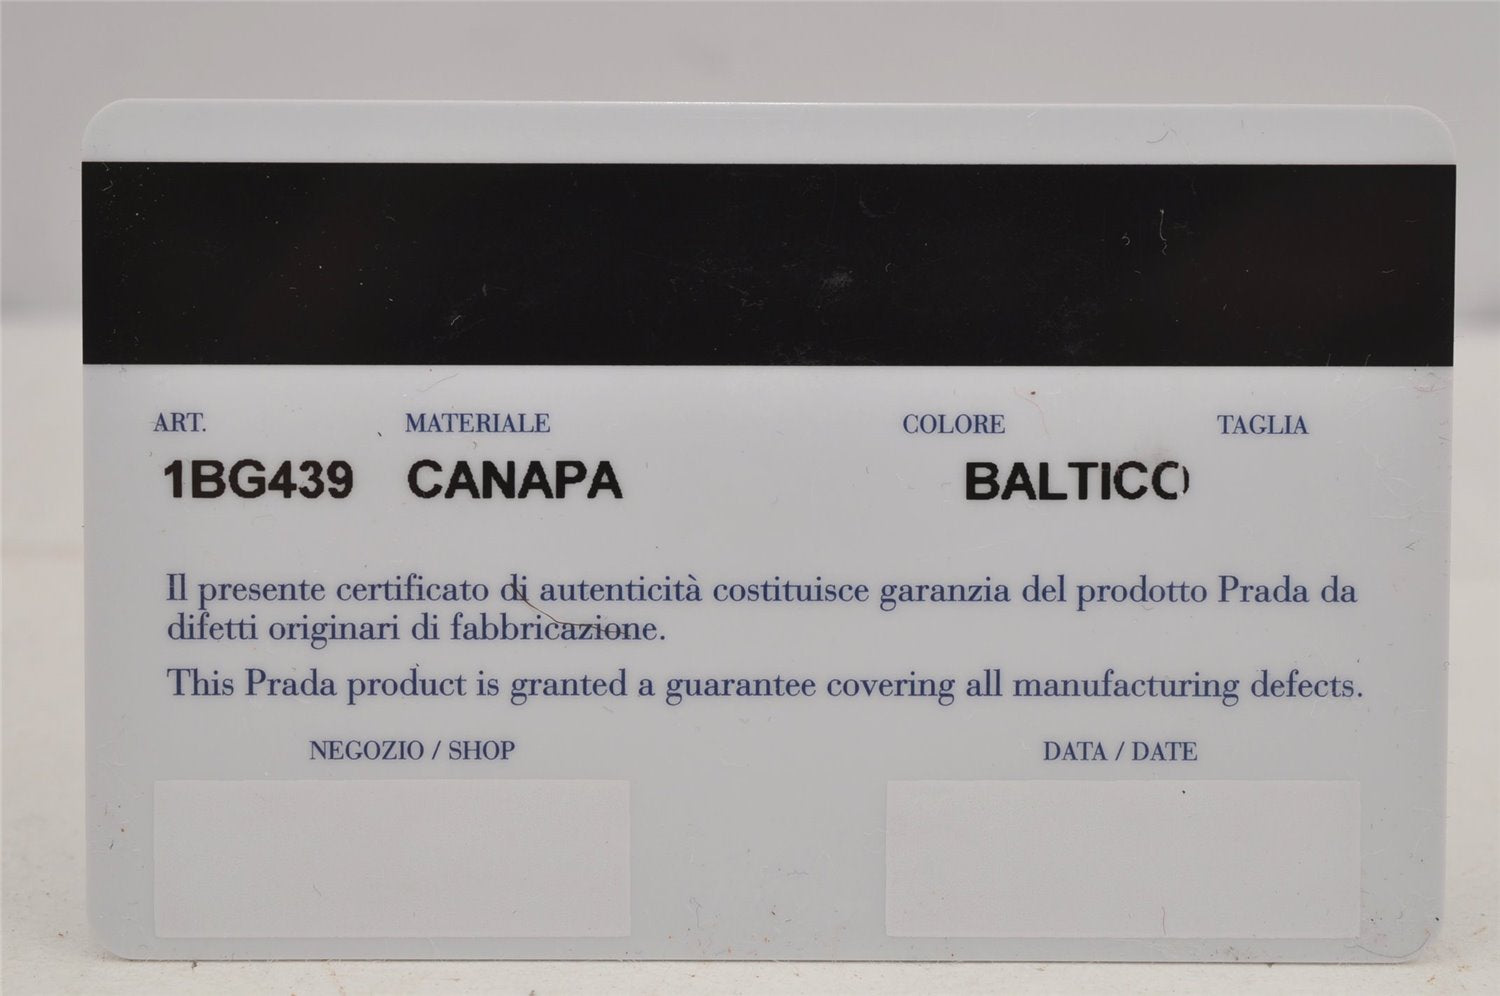 ART. MATERIALE COLORE TAGLIA
1BG439 CANAPA BALTICO
Il presente certificato di autenticità costituisce garanzia del prodotto Prada da
difetti originari di fabbricazione.
This Prada product is granted a guarantee covering all manufacturing defects.
NEGOZIO / SHOP DATA / DATE